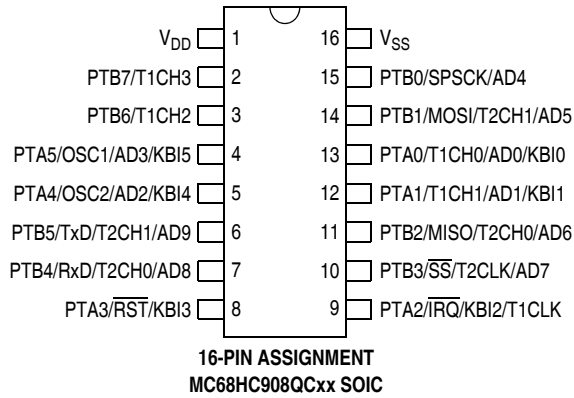 VDD 1 16 VSS
PTB7/T1CH3 2 15 PTB0/SPSCK/AD4
PTB6/T1CH2 3 14 PTB1/MOSI/T2CH1/AD5
PTA5/OSC1/AD3/KBI5 4 13 PTA0/T1CH0/AD0/KBI0
PTA4/OSC2/AD2/KBI4 5 12 PTA1/T1CH1/AD1/KBI1
PTB5/TxD/T2CH1/AD9 6 11 PTB2/MISO/T2CH0/AD6
PTB4/RxD/T2CH0/AD8 7 10 PTB3/S̅S̅/T2CLK/AD7
PTA3/R̅S̅T̅/KBI3 8 9 PTA2/I̅R̅Q̅/KBI2/T1CLK
16-PIN ASSIGNMENT
MC68HC908QCxx SOIC